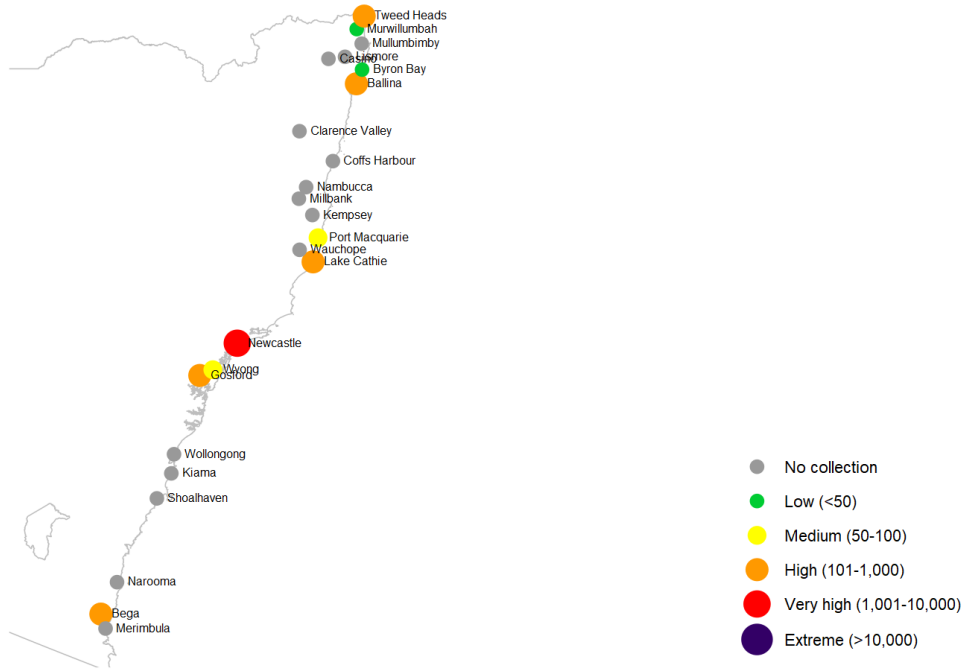 Tweed Heads
Murwillumbah
Mullumbimby
Lismore
Casino
Byron Bay
Ballina
Clarence Valley
Coffs Harbour
Nambucca
Millbank
Kempsey
Port Macquarie
Wauchope
Lake Cathie
Newcastle
Wyong
Gosford
Wollongong
Kiama
Shoalhaven
Narooma
Bega
Merimbula
No collection
Low (<50)
Medium (50-100)
High (101-1,000)
Very high (1,001-10,000)
Extreme (>10,000)